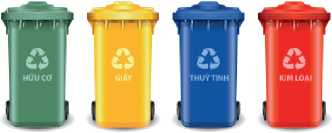 HỮU CƠ
GIẤY
THUỶ TINH
KIM LOẠI